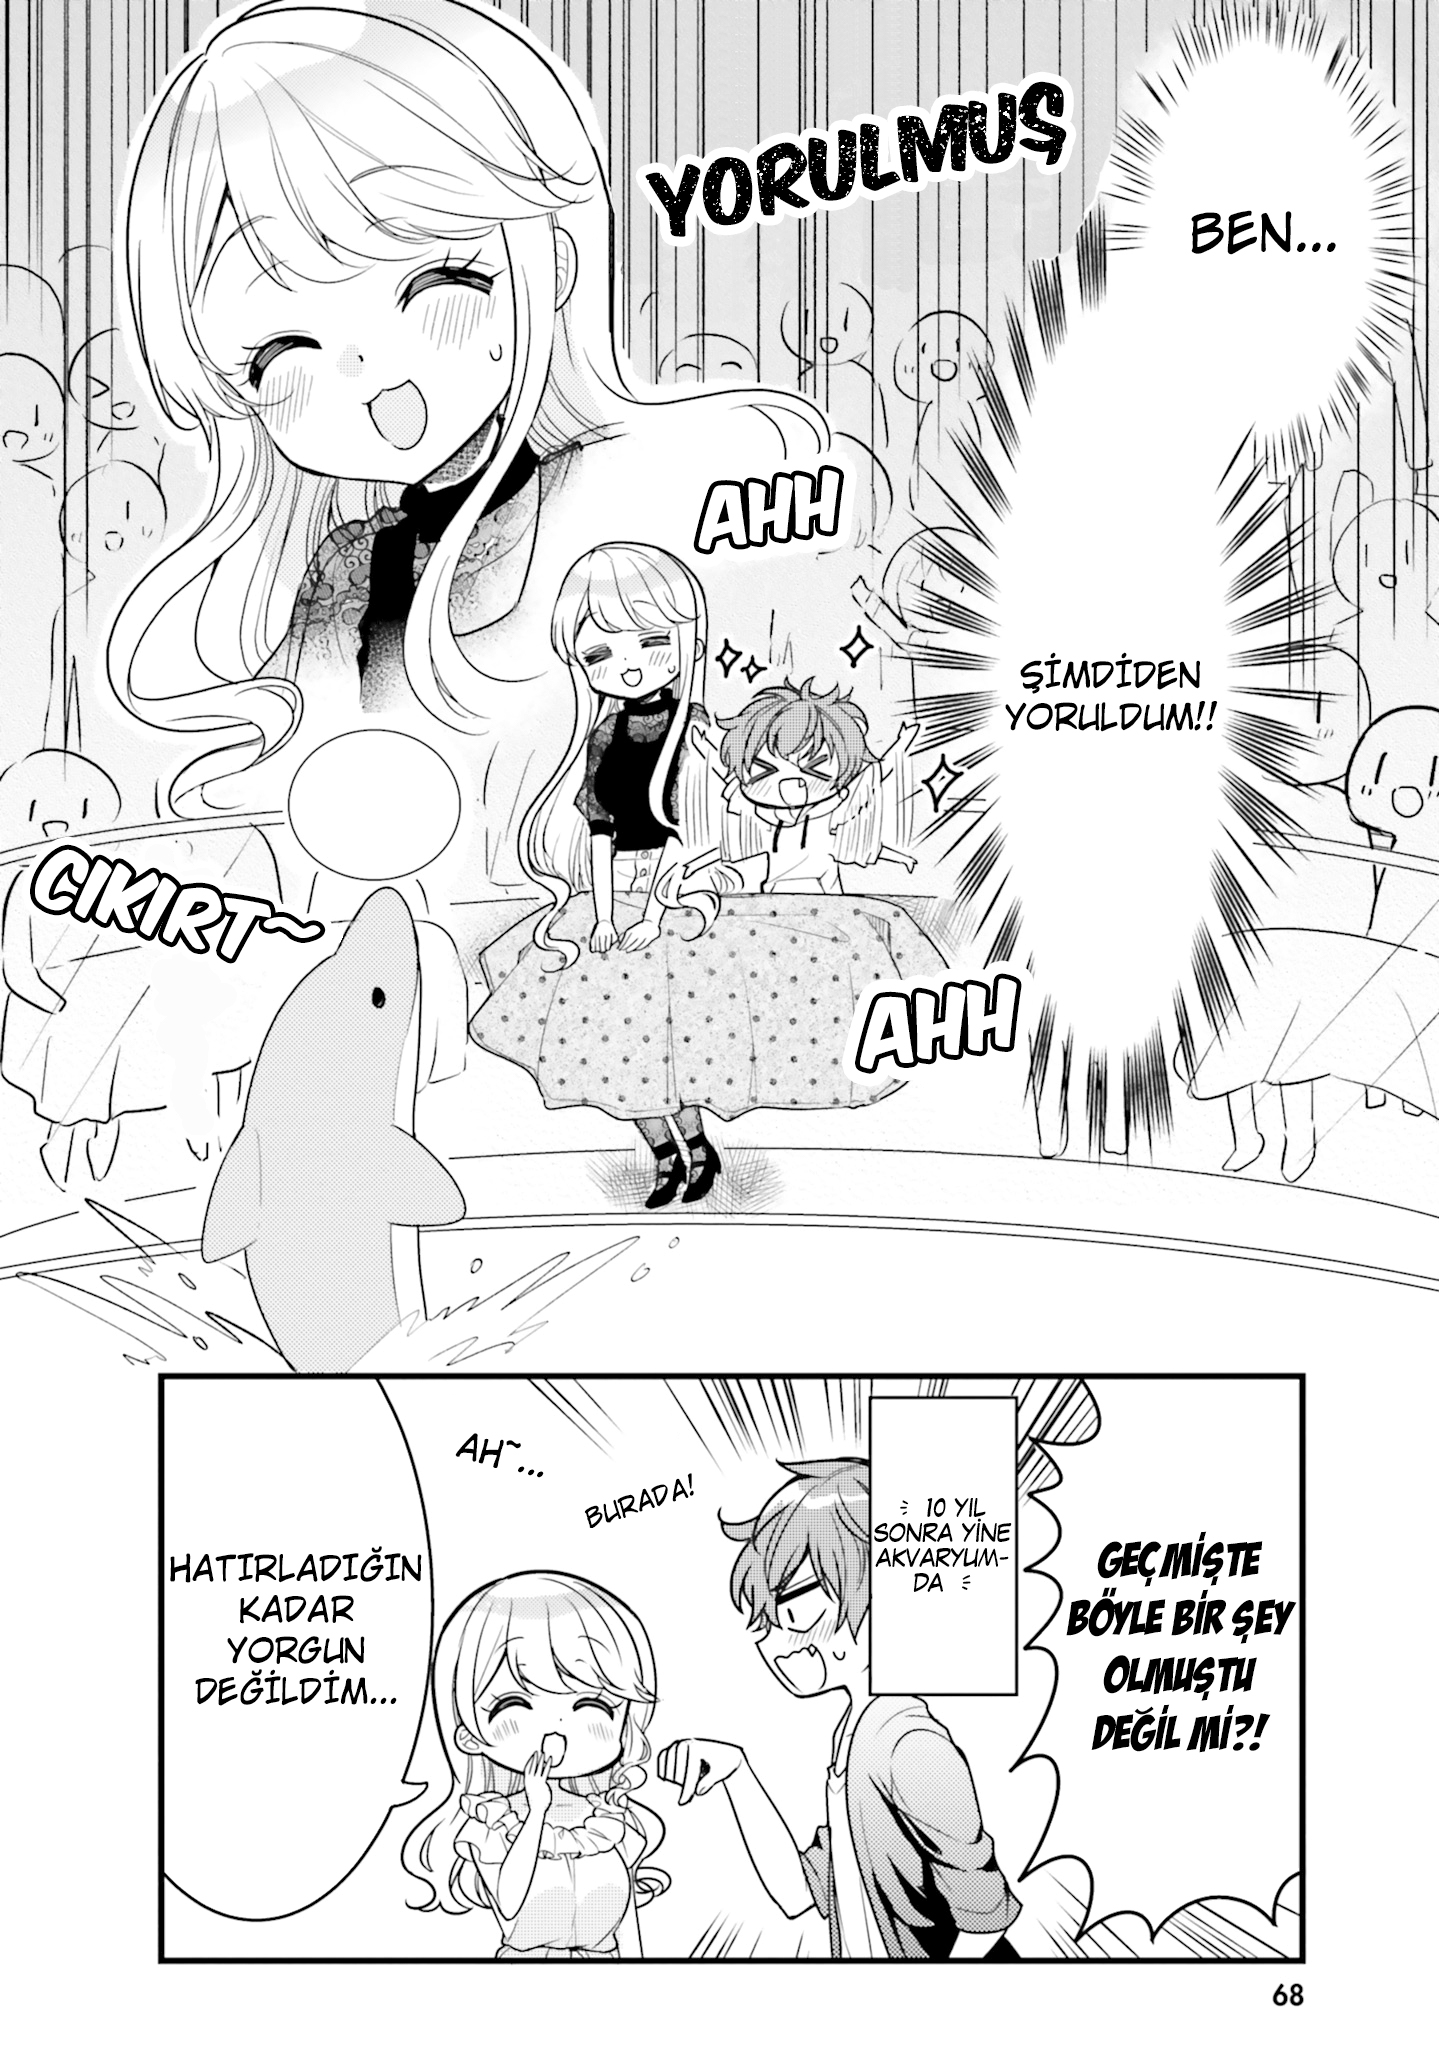 BEN...
YORULMUŞ
AHH
ŞİMDİDEN
YORULDUM!!
CIKIRT~
AHH
GEÇMİŞTE
BÖYLE BİR ŞEY
OLMUŞTU
DEĞİL Mİ?!
10 YIL
SONRA YİNE
AKVARYUM-
DA
BURADA!
AH~...
HATIRLADIĞIN
KADAR
YORGUN
DEĞİLDİM...
68